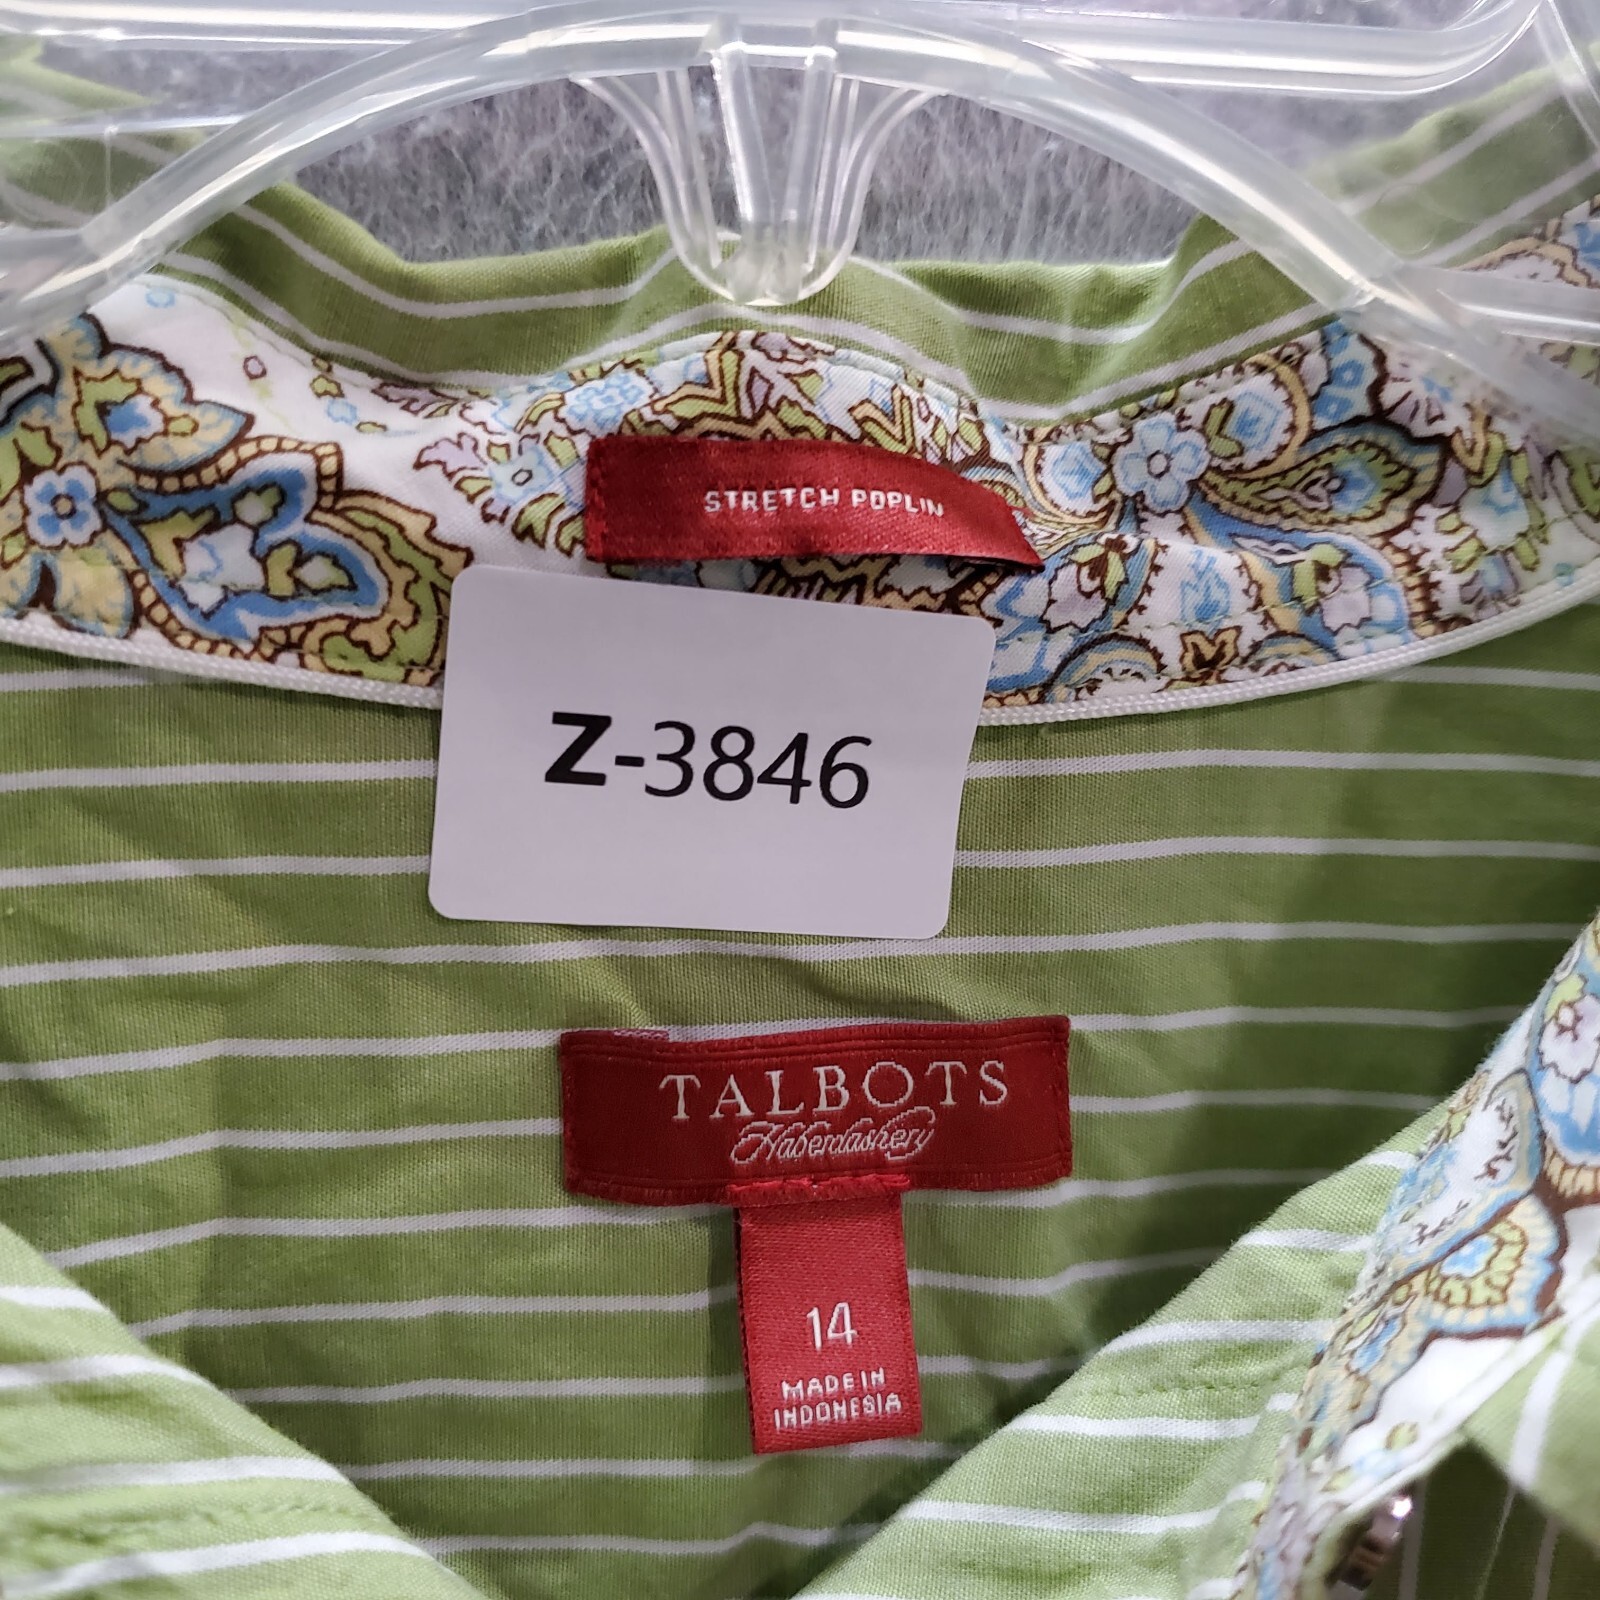 STRETCH POPLIN
Z-3846
TALBOTS
Haberdashery
14
MADE IN
INDONESIA